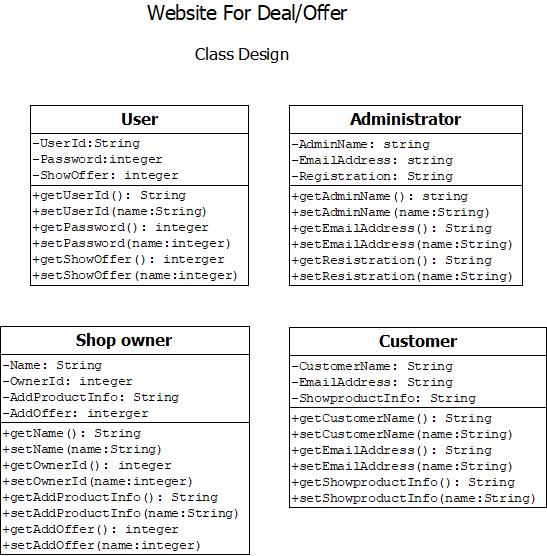 Website For Deal/Offer
Class Design
User
-UserId:String
-Password:integer
-ShowOffer: integer
+getUserId(): String
+setUserId(name:String)
+getPassword(): integer
+setPassword(name:integer)
+getShowOffer(): interger
+setShowOffer(name:integer)
Administrator
-AdminName: string
-EmailAddress: string
-Registration: String
+getAdminName(): string
+setAdminName(name:String)
+getEmailAddress(): String
+setEmailAddress(name:String)
+getResistration(): String
+setResistration(name:String)
Shop owner
-Name: String
-OwnerId: integer
-AddProductInfo: String
-AddOffer: interger
+getName(): String
+setName(name:String)
+getOwnerId(): integer
+setOwnerId(name:integer)
+getAddProductInfo(): String
+setAddProductInfo(name:String)
+getAddOffer(): integer
+setAddOffer(name:integer)
Customer
-CustomerName: String
-EmailAddress: String
-ShowproductInfo: String
+getCustomerName(): String
+setCustomerName(name:String)
+getEmailAddress(): String
+setEmailAddress(name:String)
+getShowproductInfo(): String
+setShowproductInfo(name:String)